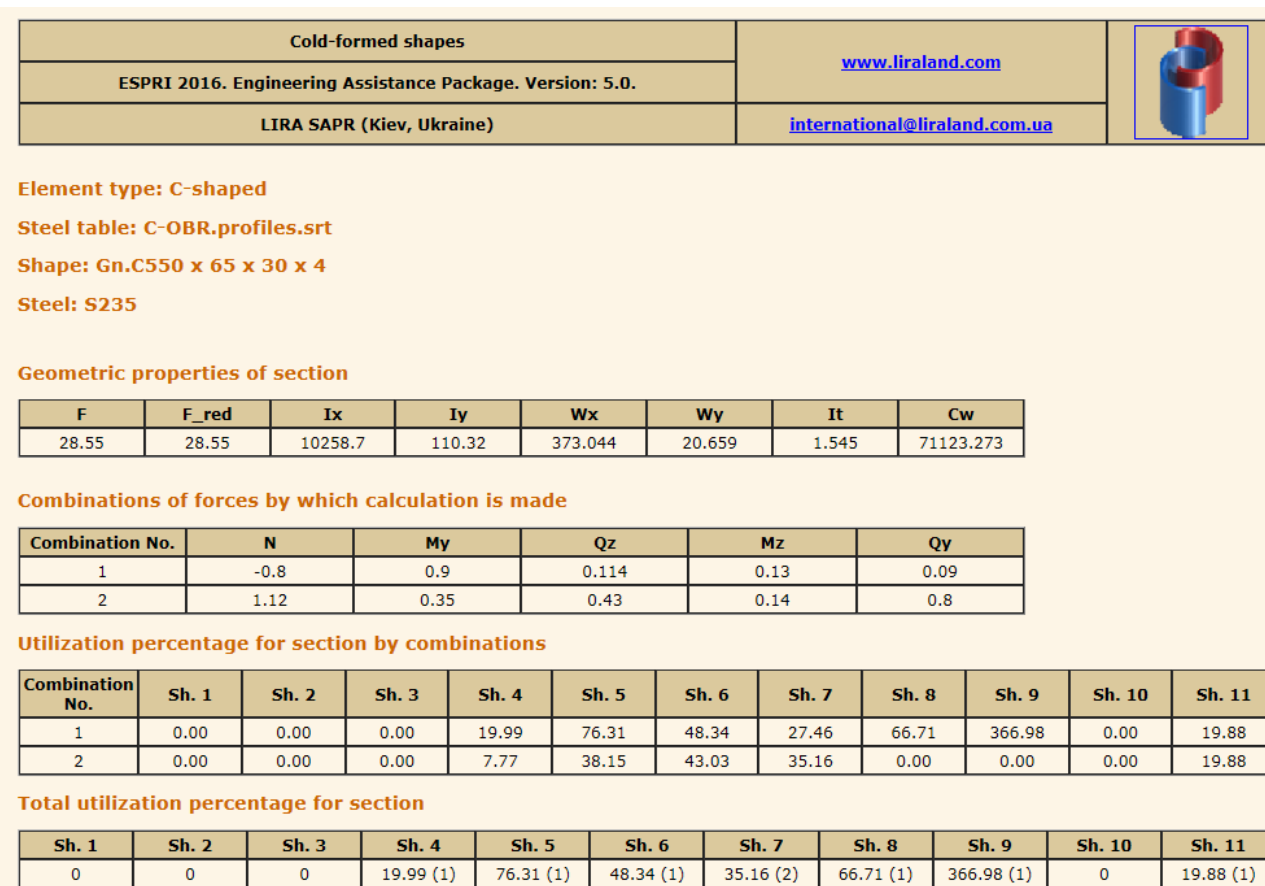 Cold-formed shapes
www.liraland.com
ESPRI 2016. Engineering Assistance Package. Version: 5.0.
LIRA SAPR (Kiev, Ukraine)
international@liraland.com.ua
Element type: C-shaped
Steel table: C-OBR.profiles.srt
Shape: Gn.C550 x 65 x 30 x 4
Steel: S235
Geometric properties of section
F F_red Ix Iy Wx Wy It Cw
28.55 28.55 10258.7 110.32 373.044 20.659 1.545 71123.273
Combinations of forces by which calculation is made
Combination No. N My Qz Mz Qy
1 -0.8 0.9 0.114 0.13 0.09
2 1.12 0.35 0.43 0.14 0.8
Utilization percentage for section by combinations
Combination No. Sh. 1 Sh. 2 Sh. 3 Sh. 4 Sh. 5 Sh. 6 Sh. 7 Sh. 8 Sh. 9 Sh. 10 Sh. 11
1 0.00 0.00 0.00 19.99 76.31 48.34 27.46 66.71 366.98 0.00 19.88
2 0.00 0.00 0.00 7.77 38.15 43.03 35.16 0.00 0.00 0.00 19.88
Total utilization percentage for section
Sh. 1 Sh. 2 Sh. 3 Sh. 4 Sh. 5 Sh. 6 Sh. 7 Sh. 8 Sh. 9 Sh. 10 Sh. 11
0 0 0 19.99 (1) 76.31 (1) 48.34 (1) 35.16 (2) 66.71 (1) 366.98 (1) 0 19.88 (1)